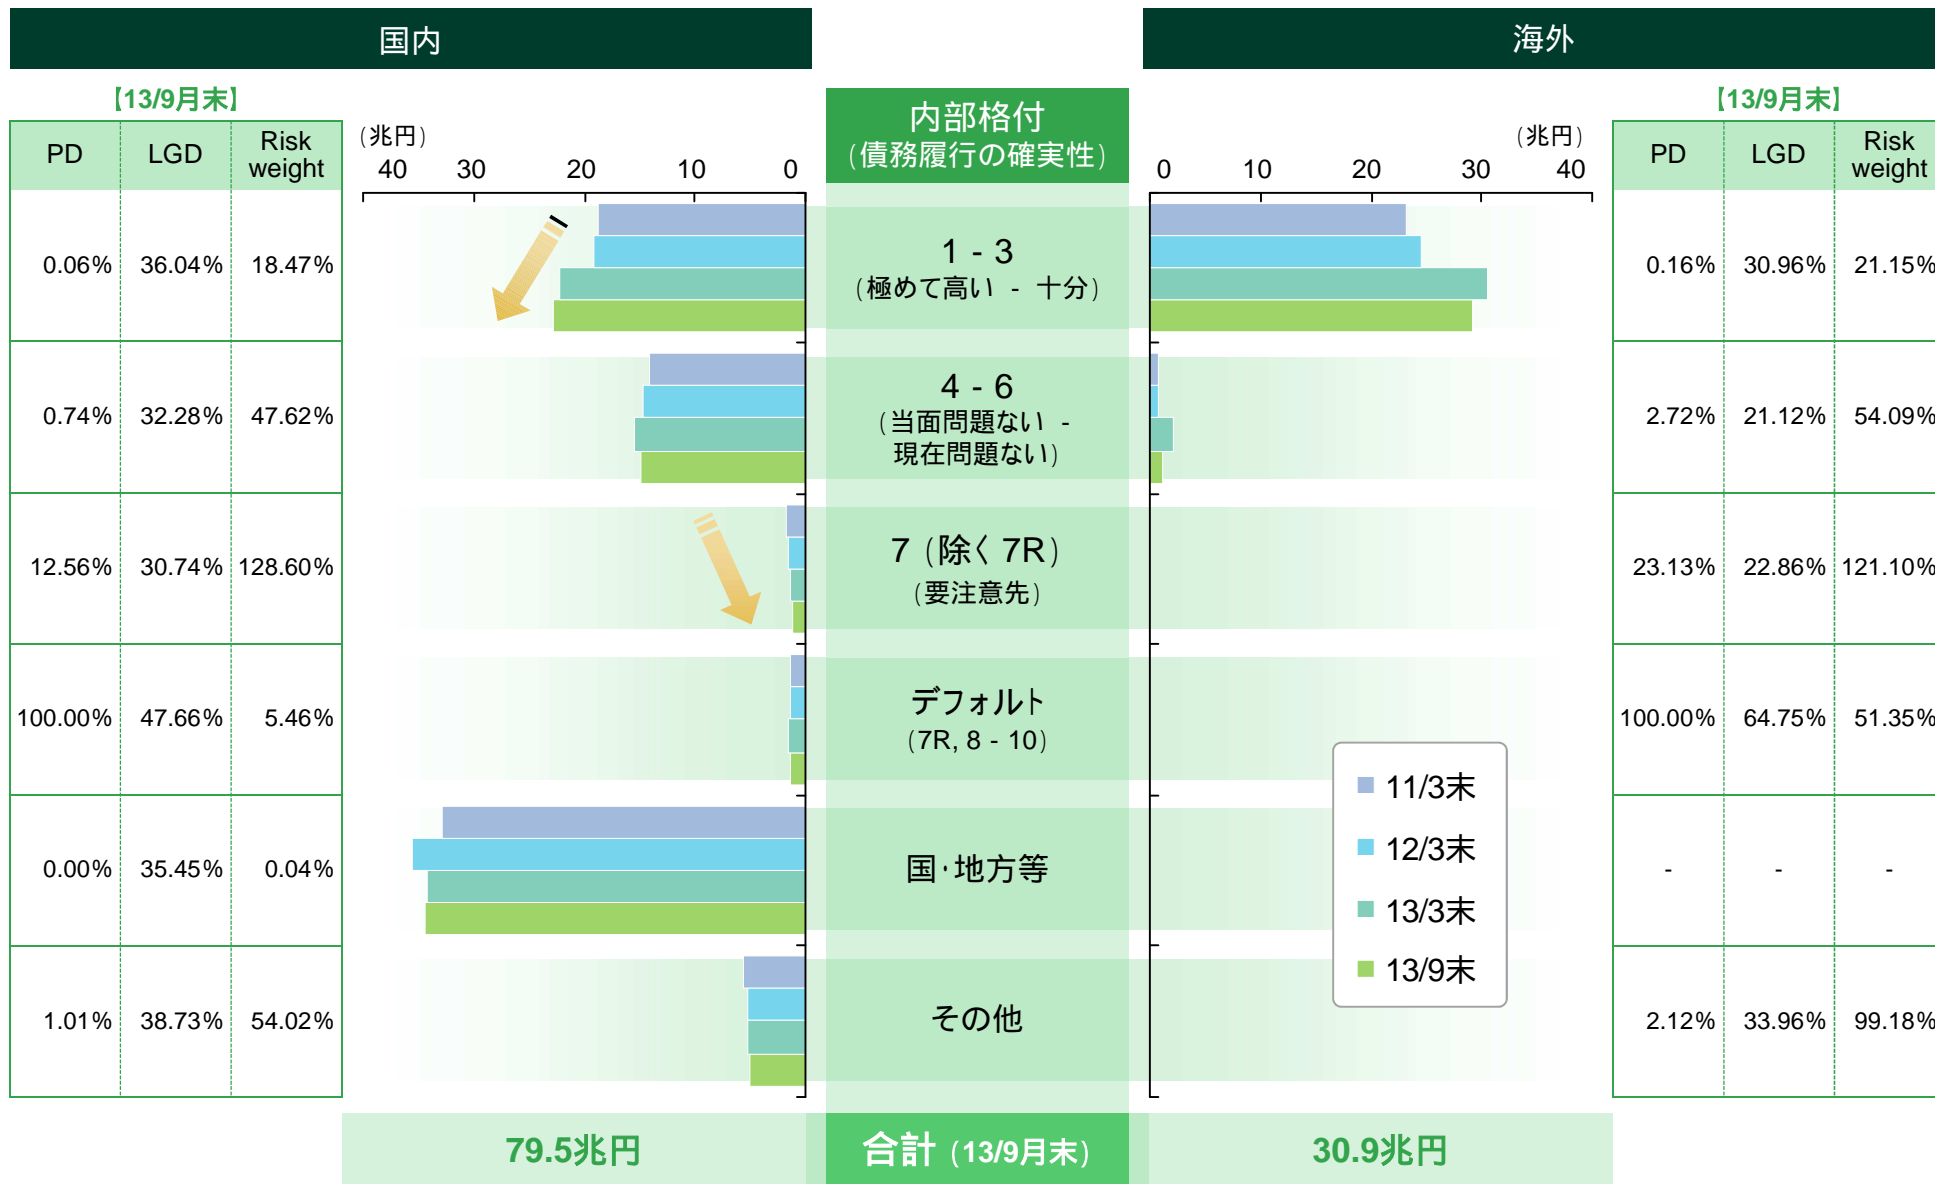 国内
海外
【13/9月末】
【13/9月末】
PD LGD Risk weight
(兆円)
40 30 20 10 0
内部格付
(債務履行の確実性)
(兆円)
0 10 20 30 40
PD LGD Risk weight
0.06% 36.04% 18.47%
1 - 3
(極めて高い - 十分)
0.16% 30.96% 21.15%
0.74% 32.28% 47.62%
4 - 6
(当面問題ない -
現在問題ない)
2.72% 21.12% 54.09%
12.56% 30.74% 128.60%
7 (除く 7R)
(要注意先)
23.13% 22.86% 121.10%
100.00% 47.66% 5.46%
デフォルト
(7R, 8 - 10)
100.00% 64.75% 51.35%
0.00% 35.45% 0.04%
国・地方等
- - -
1.01% 38.73% 54.02%
その他
2.12% 33.96% 99.18%
11/3末
12/3末
13/3末
13/9末
79.5兆円
合計 (13/9月末)
30.9兆円